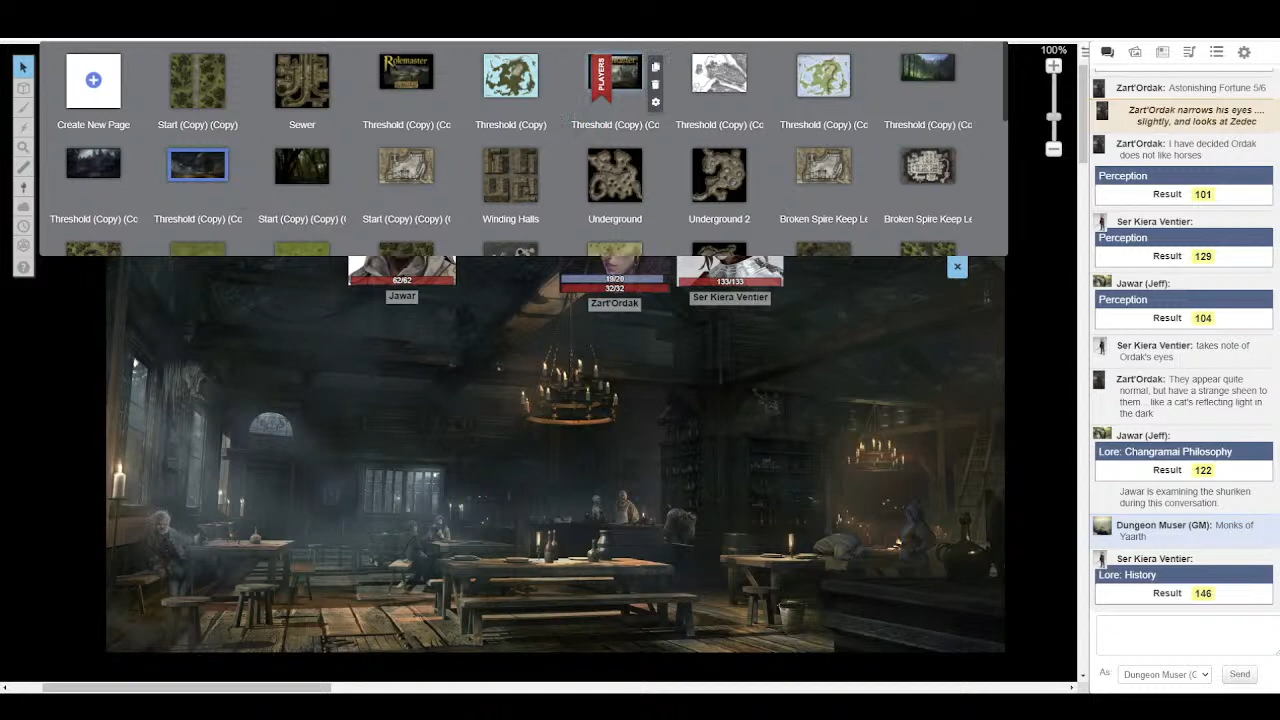 100%
Rolemaster
PLAYERS
Create New Page
Start (Copy) (Copy)
Sewer
Threshold (Copy) (Cc
Threshold (Copy)
Threshold (Copy) (Cc
Threshold (Copy) (Cc
Threshold (Copy) (Cc
Threshold (Copy) (Cc
Threshold (Copy) (Cc
Threshold (Copy) (Cc
Start (Copy) (Copy) (
Start (Copy) (Copy) (
Winding Halls
Underground
Underground 2
Broken Spire Keep Le
Broken Spire Keep Le
62/62
Jawar
19/20
32/32
Zart'Ordak
133/133
Ser Kiera Ventier
Zart'Ordak: Astonishing Fortune 5/6
Zart'Ordak narrows his eyes ....
slightly, and looks at Zedec
Zart'Ordak: I have decided Ordak
does not like horses
Perception
Result 101
Ser Kiera Ventier:
Perception
Result 129
Jawar (Jeff):
Perception
Result 104
Ser Kiera Ventier: takes note of
Ordak's eyes
Zart'Ordak: They appear quite
normal, but have a strange sheen to
them... like a cat's reflecting light in
the dark
Jawar (Jeff):
Lore: Changramai Philosophy
Result 122
Jawar is examining the shuriken
during this conversation.
Dungeon Muser (GM): Monks of
Yaarth
Ser Kiera Ventier:
Lore: History
Result 146
As:
Dungeon Muser (G
Send